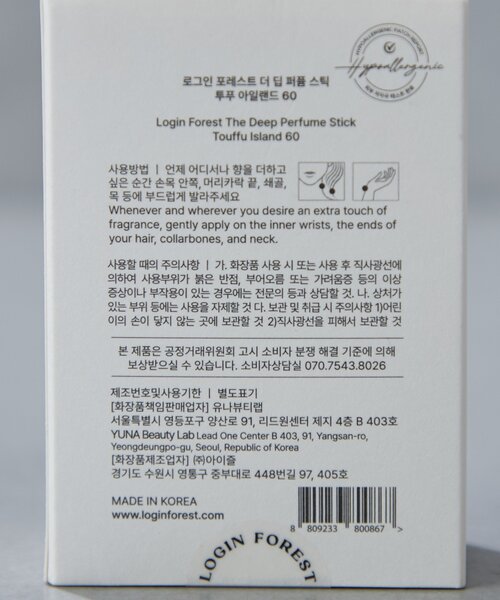 HYPOALLERGENIC PATCH REPORT
Hypoallergenic
로그인 포레스트 더 딥 퍼퓸 스틱
투푸 아일랜드 60
Login Forest The Deep Perfume Stick
Touffu Island 60
사용방법 | 언제 어디서나 향을 더하고
싶은 순간 손목 안쪽, 머리카락 끝, 쇄골,
목 등에 부드럽게 발라주세요
Whenever and wherever you desire an extra touch of
fragrance, gently apply on the inner wrists, the ends of
your hair, collarbones, and neck.
사용할 때의 주의사항 | 가. 화장품 사용 시 또는 사용 후 직사광선에
의하여 사용부위가 붉은 반점, 부어오름 또는 가려움증 등의 이상
증상이나 부작용이 있는 경우에는 전문의 등과 상담할 것. 나. 상처가
있는 부위 등에는 사용을 자제할 것 다. 보관 및 취급 시 주의사항 1)어린
이의 손이 닿지 않는 곳에 보관할 것 2)직사광선을 피해서 보관할 것
본 제품은 공정거래위원회 고시 소비자 분쟁 해결 기준에 의해
보상받으실 수 있습니다. 소비자상담실 070.7543.8026
제조번호및사용기한 | 별도표기
[화장품책임판매업자] 유나뷰티랩
서울특별시 영등포구 양산로 91, 리드원센터 제지 4층 B 403호
YUNA Beauty Lab Lead One Center B 403, 91, Yangsan-ro,
Yeongdeungpo-gu, Seoul, Republic of Korea
[화장품제조업자] ㈜아이쥴
경기도 수원시 영통구 중부대로 448번길 97, 405호
MADE IN KOREA
www.loginforest.com
8 809233 800867 >
LOGIN FOREST